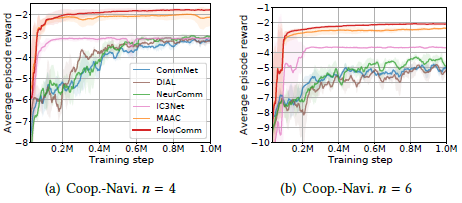 Average episode reward
−2
−3
−4
−5
−6
−7
−8
0.2M 0.4M 0.6M 0.8M 1.0M
Training step
CommNet
DIAL
NeurComm
IC3Net
MAAC
FlowComm
(a) Coop.-Navi. n = 4
Average episode reward
−1
−2
−3
−4
−5
−6
−7
−8
−9
−10
0.2M 0.4M 0.6M 0.8M 1.0M
Training step
(b) Coop.-Navi. n = 6